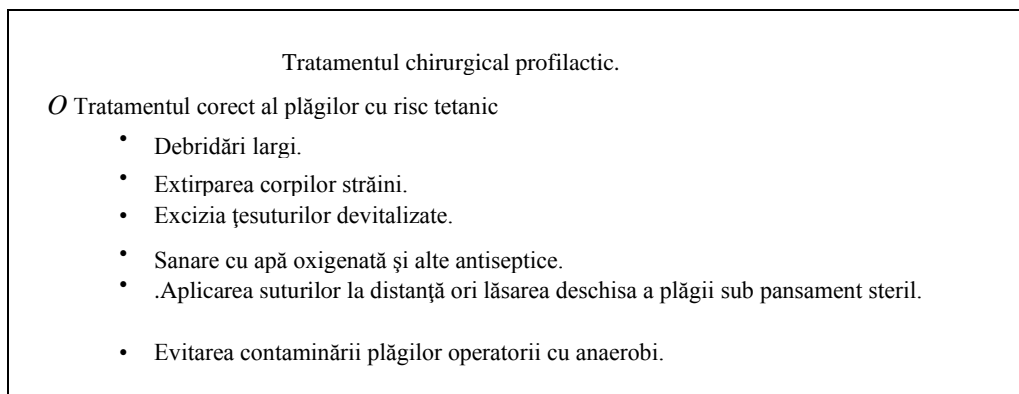 Tratamentul chirurgical profilactic.
O Tratamentul corect al plăgilor cu risc tetanic
• Debridări largi.
• Extirparea corpilor străini.
• Excizia ţesuturilor devitalizate.
• Sanare cu apă oxigenată şi alte antiseptice.
• .Aplicarea suturilor la distanţă ori lăsarea deschisa a plăgii sub pansament steril.
• Evitarea contaminării plăgilor operatorii cu anaerobi.